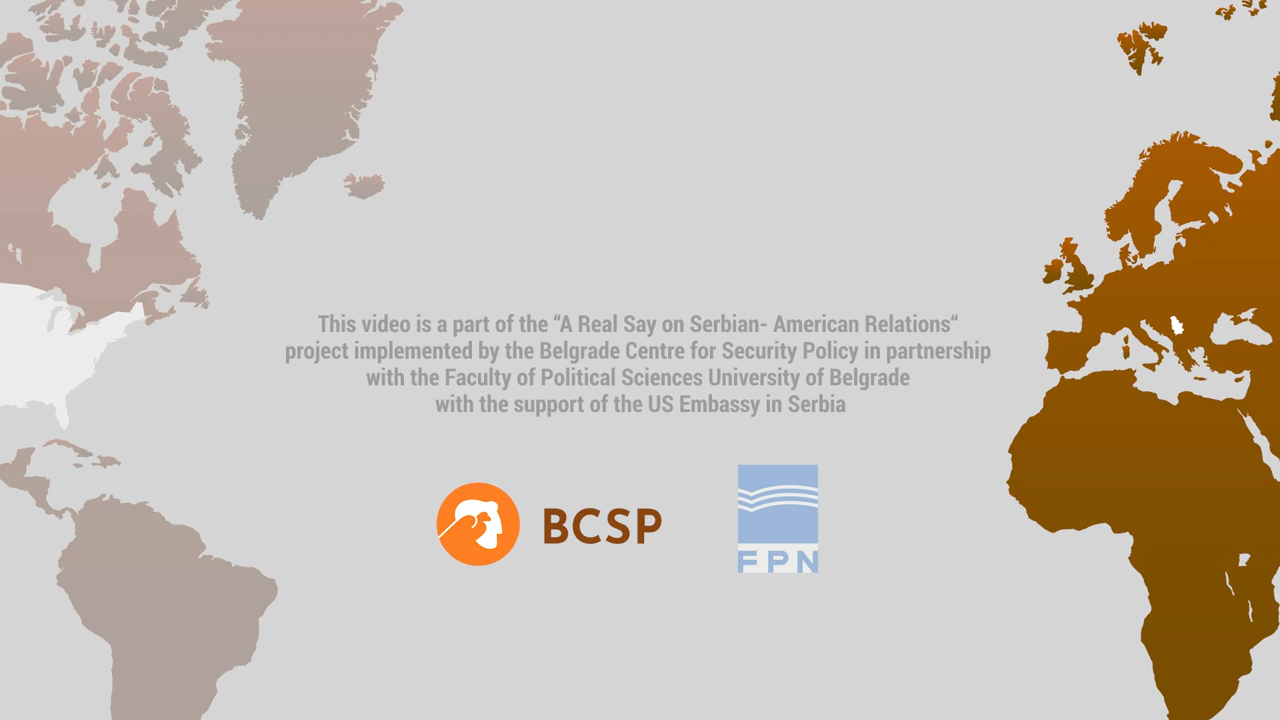 This video is a part of the “A Real Say on Serbian- American Relations“
project implemented by the Belgrade Centre for Security Policy in partnership
with the Faculty of Political Sciences University of Belgrade
with the support of the US Embassy in Serbia
BCSP
FPN